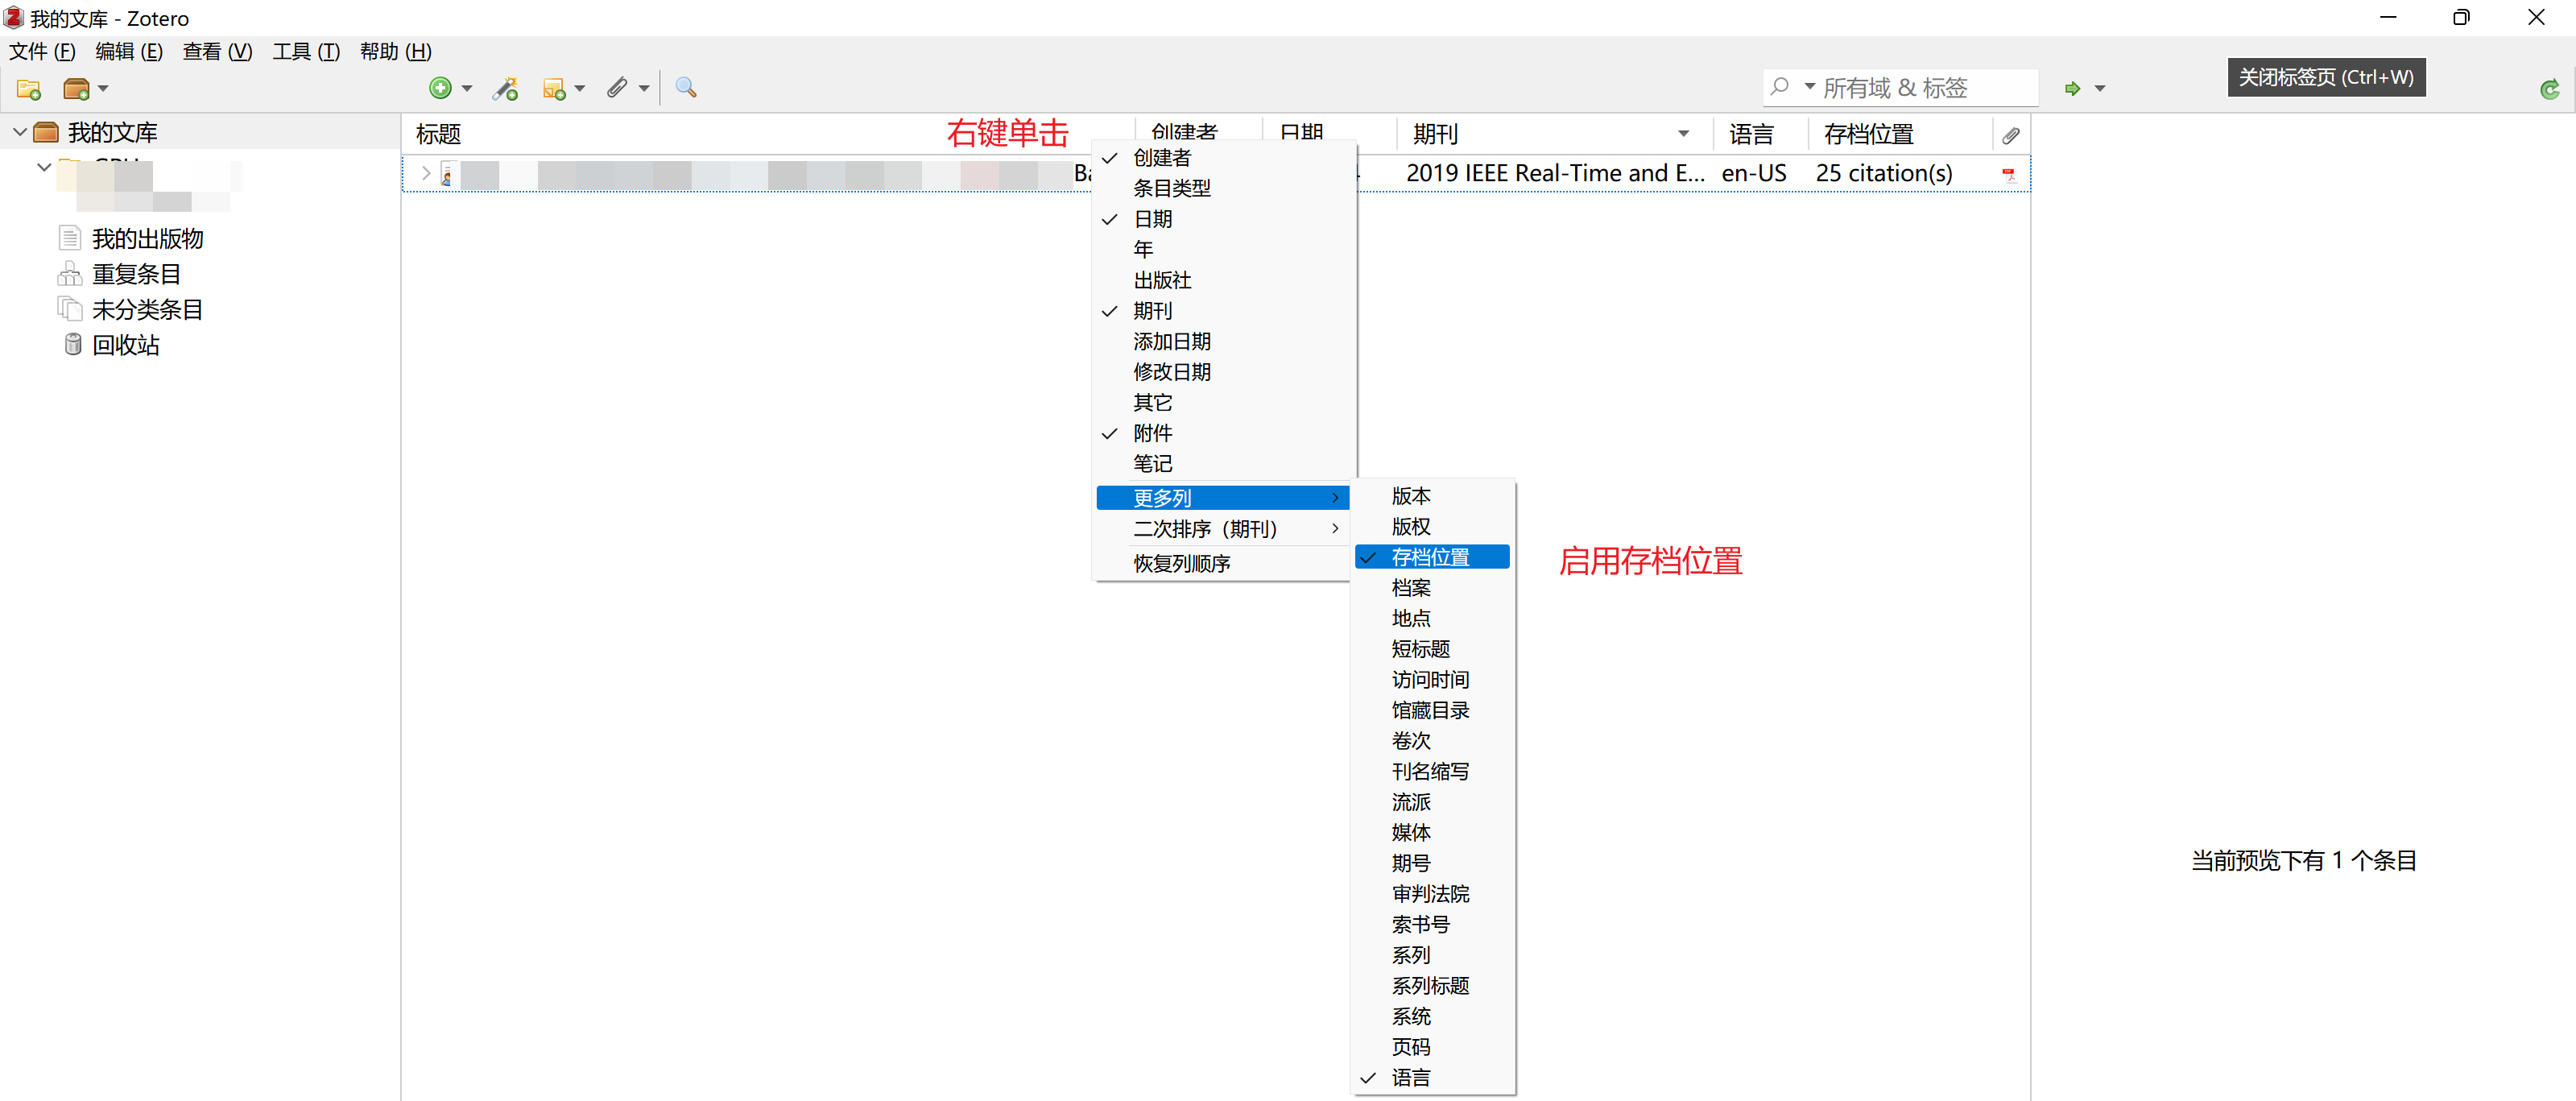 我的文库 - Zotero
文件 (F) 编辑 (E) 查看 (V) 工具 (T) 帮助 (H)
所有域 & 标签
关闭标签页 (Ctrl+W)
我的文库
我的出版物
重复条目
未分类条目
回收站
标题 右键单击 创建者 日期 期刊 语言 存档位置
2019 IEEE Real-Time and E... en-US 25 citation(s)
创建者
条目类型
日期
年
出版社
期刊
添加日期
修改日期
其它
附件
笔记
更多列
二次排序（期刊）
恢复列顺序
版本
版权
存档位置
启用存档位置
档案
地点
短标题
访问时间
馆藏目录
卷次
刊名缩写
流派
媒体
期号
审判法院
索书号
系列
系列标题
系统
页码
语言
当前预览下有 1 个条目